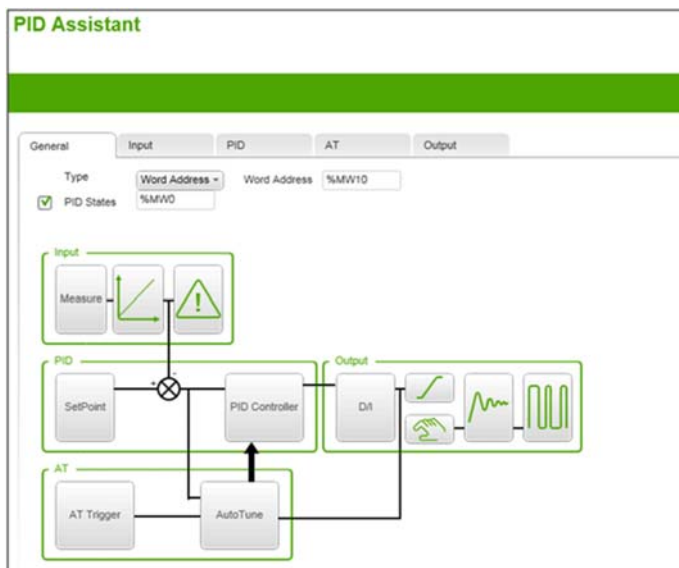 PID Assistant
General Input PID AT Output
Type Word Address Word Address %MW10
PID States %MW0
Input
Measure
PID Output
SetPoint PID Controller D/I
AT
AT Trigger AutoTune